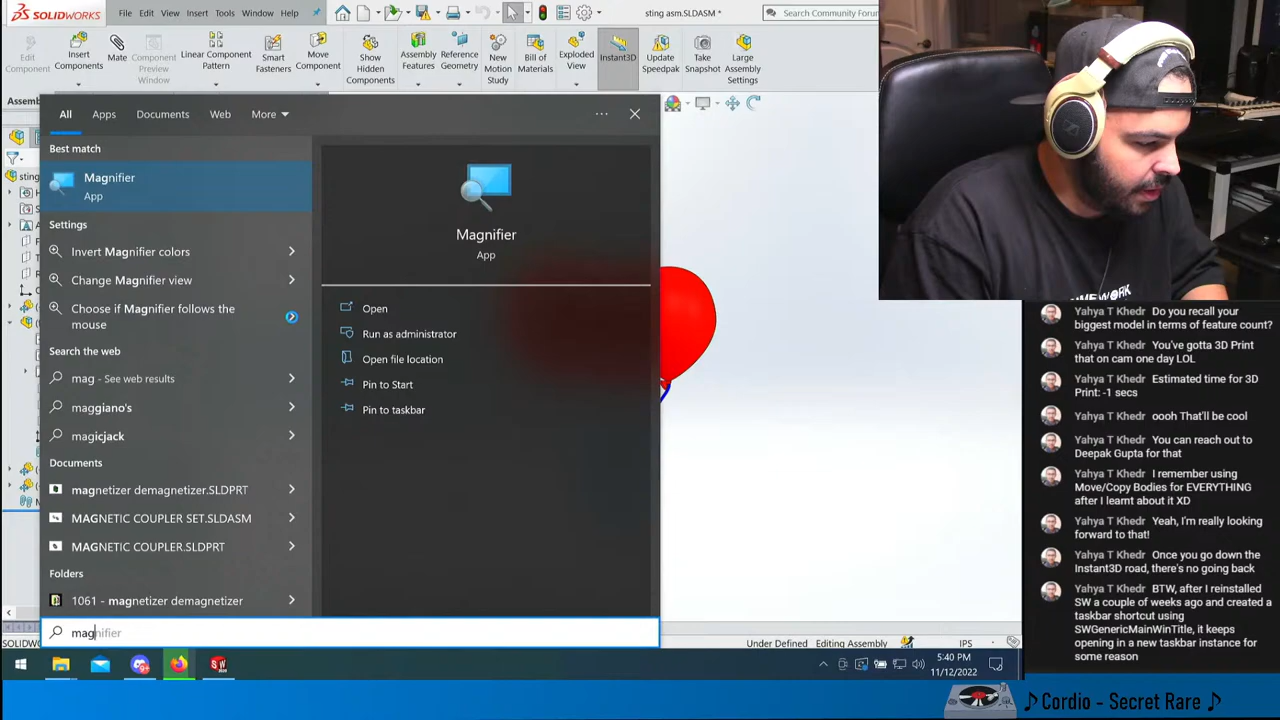 SOLIDWORKS File Edit View Insert Tools Window Help sting asm.SLDASM * Search Community Forum
Edit
Component
Insert
Components
Mate
Component
Preview
Window
Linear Component
Pattern
Smart
Fasteners
Move
Component
Show
Hidden
Components
Assembly
Features
Reference
Geometry
New
Motion
Study
Bill of
Materials
Exploded
View
Instant3D
Update
Speedpak
Take
Snapshot
Large
Assembly
Settings
Assemb
All Apps Documents Web More
Best match
Magnifier
App
Settings
Invert Magnifier colors
Change Magnifier view
Choose if Magnifier follows the
mouse
Search the web
mag - See web results
maggiano's
magicjack
Documents
magnetizer demagnetizer.SLDPRT
MAGNETIC COUPLER SET.SLDASM
MAGNETIC COUPLER.SLDPRT
Folders
1061 - magnetizer demagnetizer
magnifier
Magnifier
App
Open
Run as administrator
Open file location
Pin to Start
Pin to taskbar
sting
SOLIDWO
Under Defined Editing Assembly IPS
5:40 PM
11/12/2022
Yahya T Khedr Do you recall your
biggest model in terms of feature count?
Yahya T Khedr You've gotta 3D Print
that on cam one day LOL
Yahya T Khedr Estimated time for 3D
Print: -1 secs
Yahya T Khedr oooh That'll be cool
Yahya T Khedr You can reach out to
Deepak Gupta for that
Yahya T Khedr I remember using
Move/Copy Bodies for EVERYTHING
after I learnt about it XD
Yahya T Khedr Yeah, I'm really looking
forward to that!
Yahya T Khedr Once you go down the
Instant3D road, there's no going back
Yahya T Khedr BTW, after I reinstalled
SW a couple of weeks ago and created a
taskbar shortcut using
SWGenericMainWinTitle, it keeps
opening in a new taskbar instance for
some reason
♪ Cordio - Secret Rare ♪